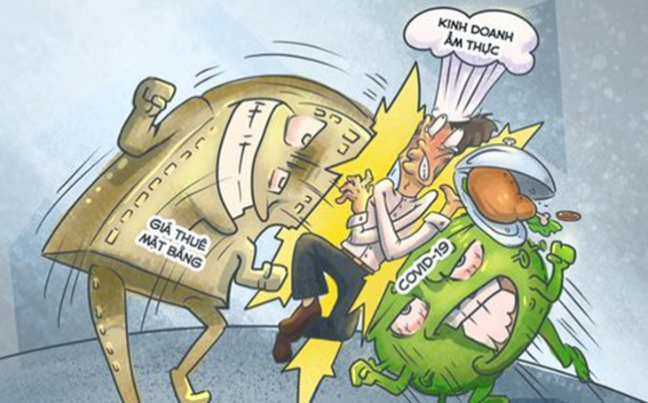 KINH DOANH
ẨM THỰC
GIÁ THUÊ
MẶT BẰNG
COVID-19